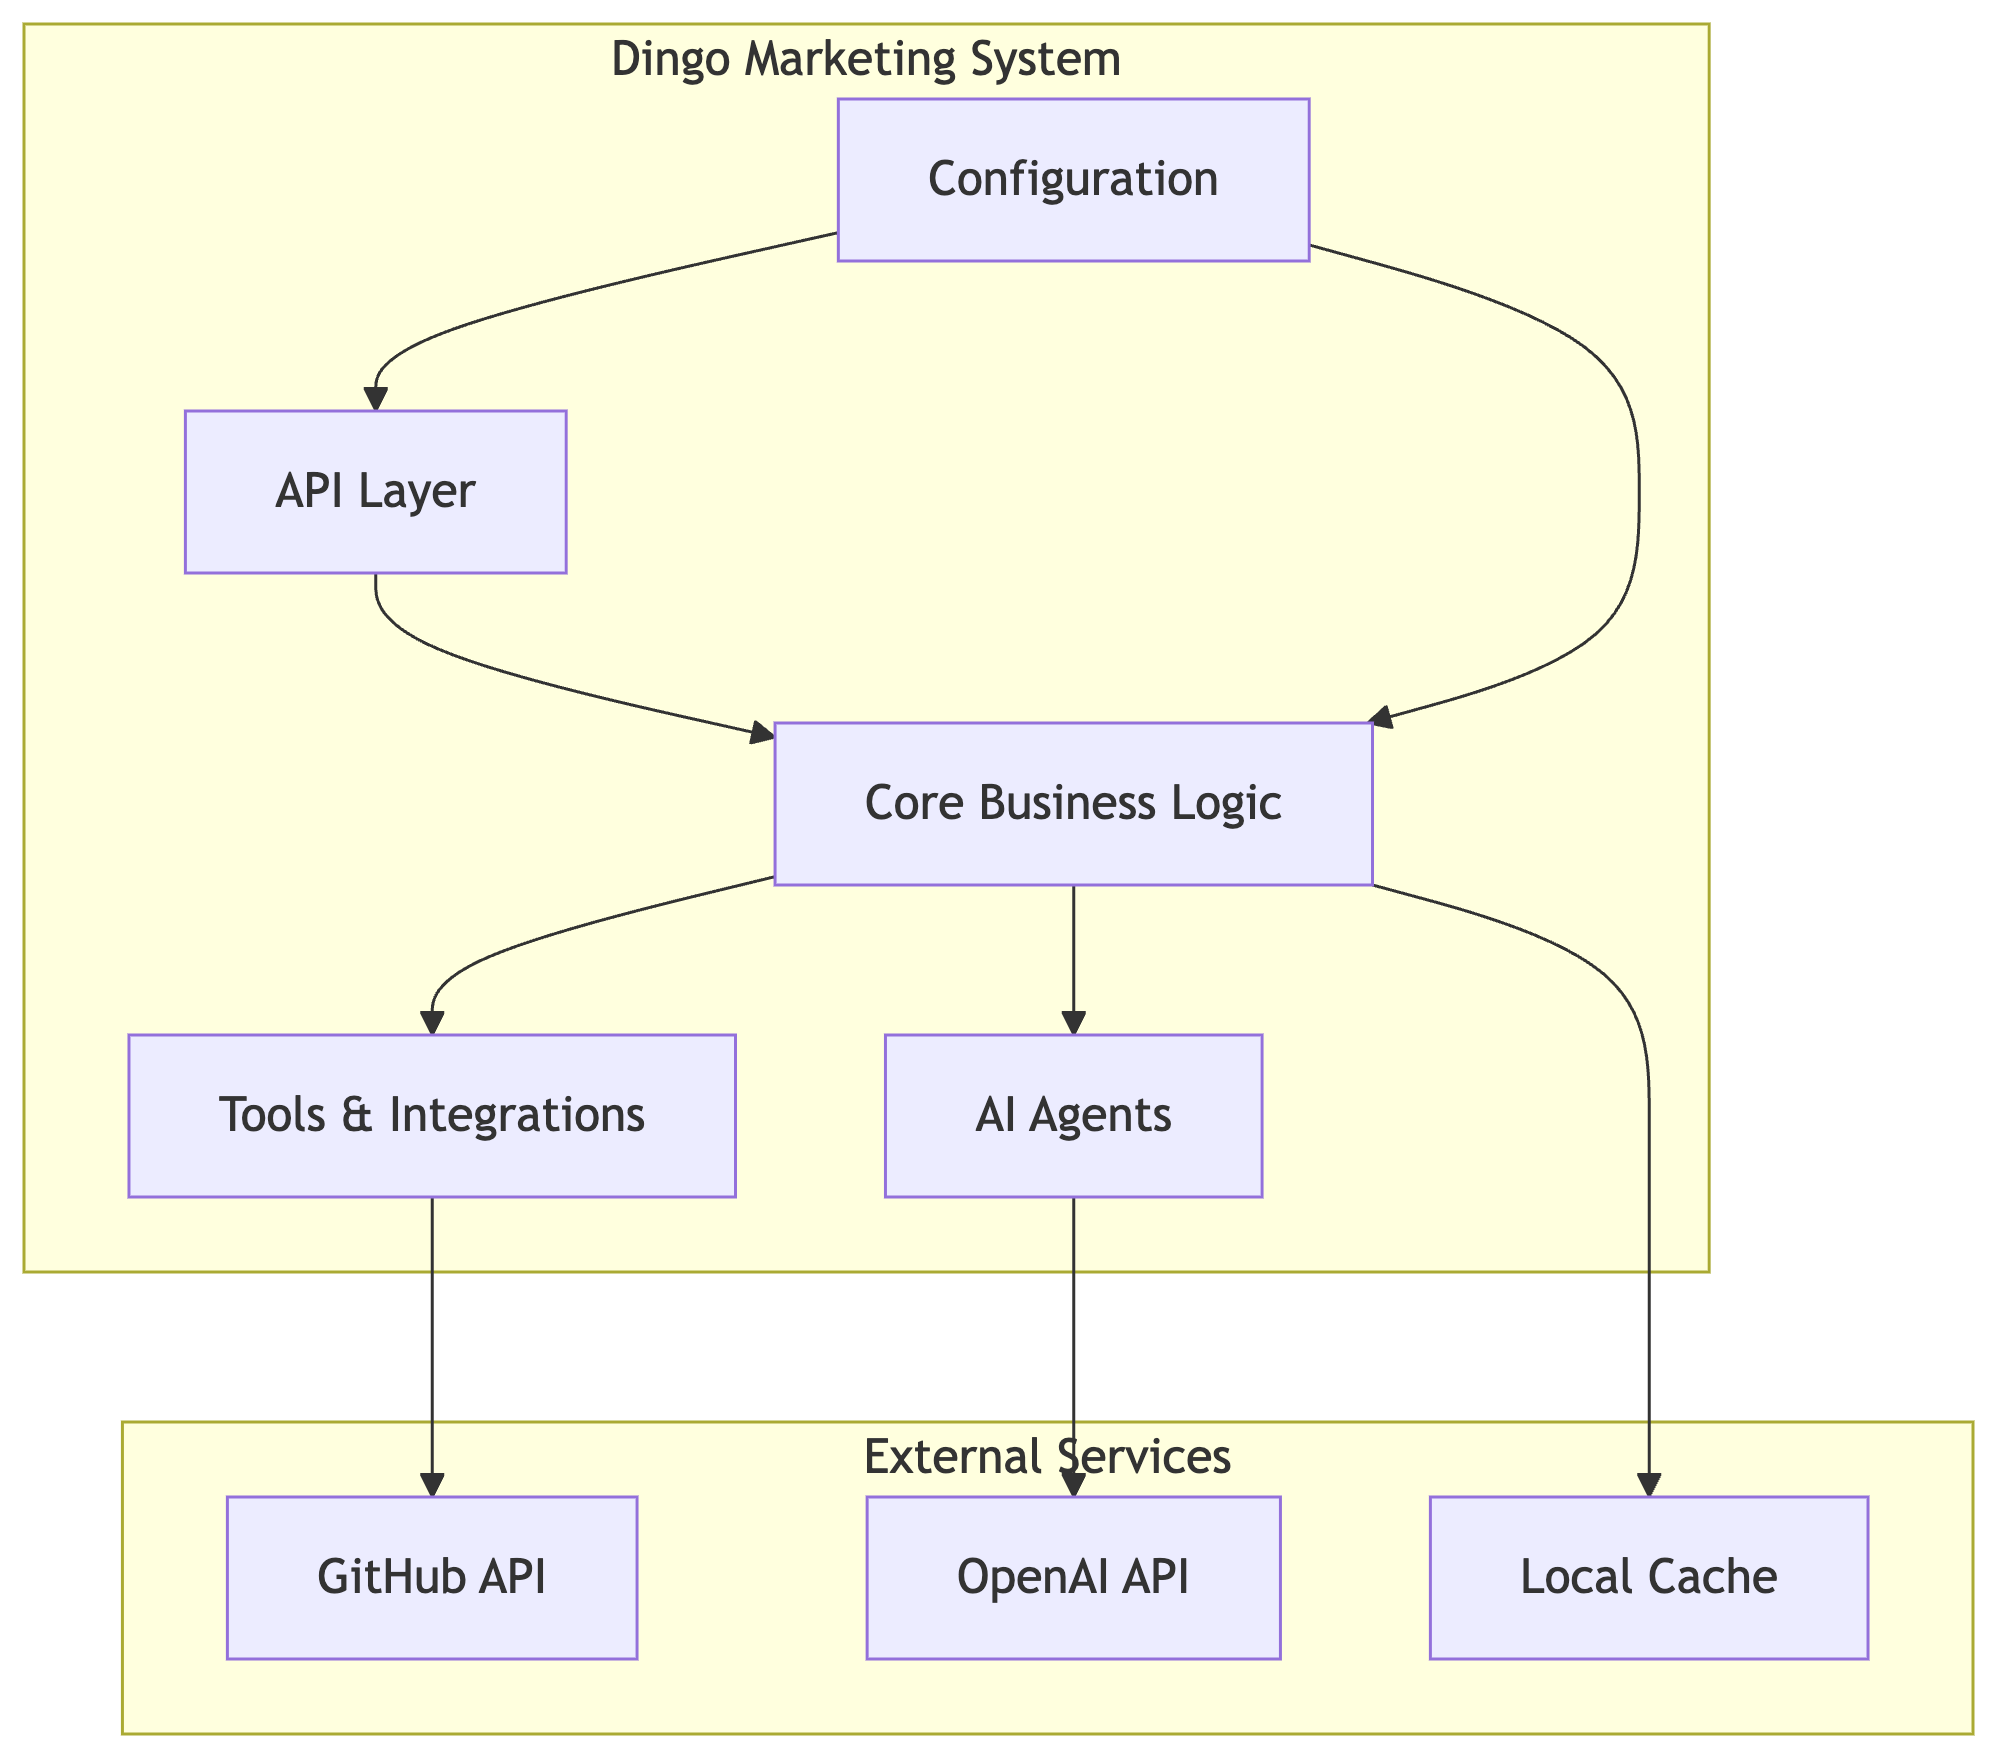 Dingo Marketing System
Configuration
API Layer
Core Business Logic
Tools & Integrations
AI Agents
External Services
GitHub API
OpenAI API
Local Cache